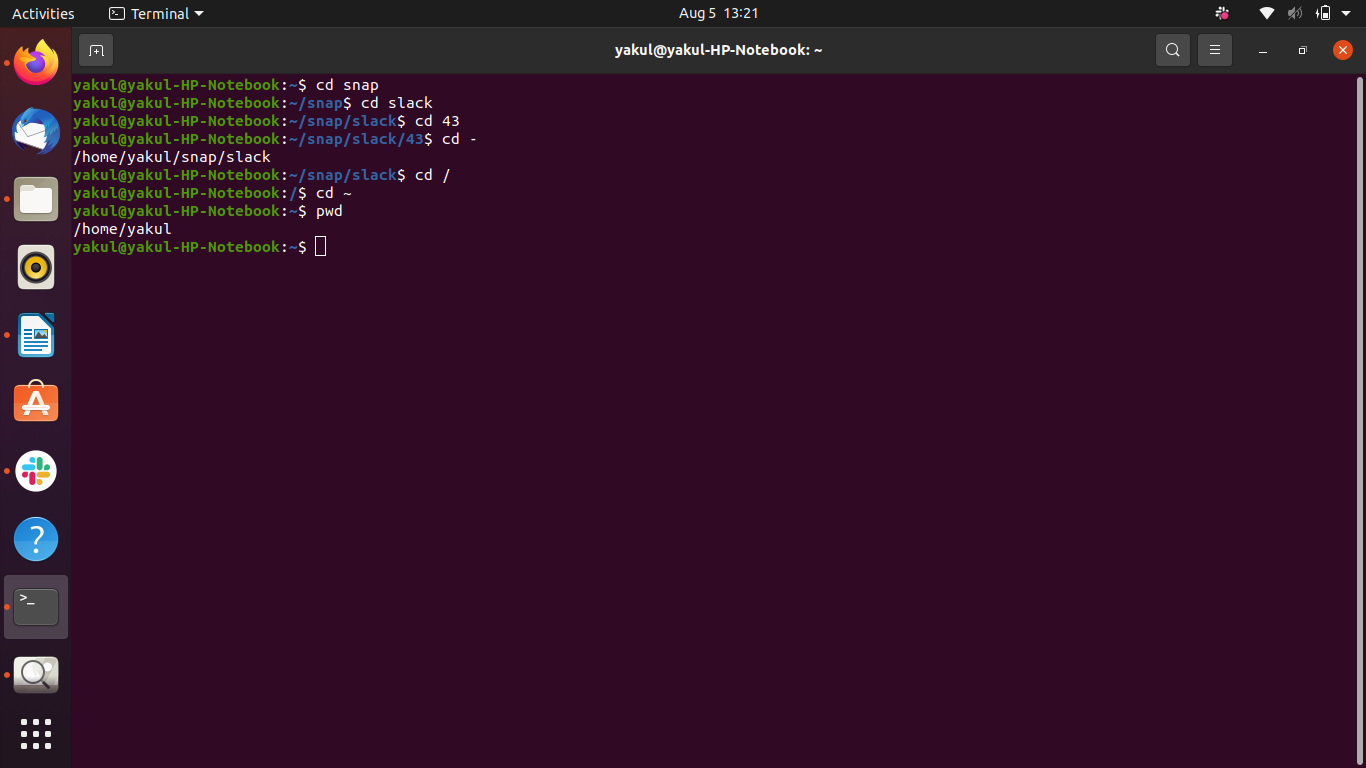 Activities Terminal Aug 5 13:21
yakul@yakul-HP-Notebook: ~
yakul@yakul-HP-Notebook:~$ cd snap
yakul@yakul-HP-Notebook:~/snap$ cd slack
yakul@yakul-HP-Notebook:~/snap/slack$ cd 43
yakul@yakul-HP-Notebook:~/snap/slack/43$ cd -
/home/yakul/snap/slack
yakul@yakul-HP-Notebook:~/snap/slack$ cd /
yakul@yakul-HP-Notebook:/$ cd ~
yakul@yakul-HP-Notebook:~$ pwd
/home/yakul
yakul@yakul-HP-Notebook:~$